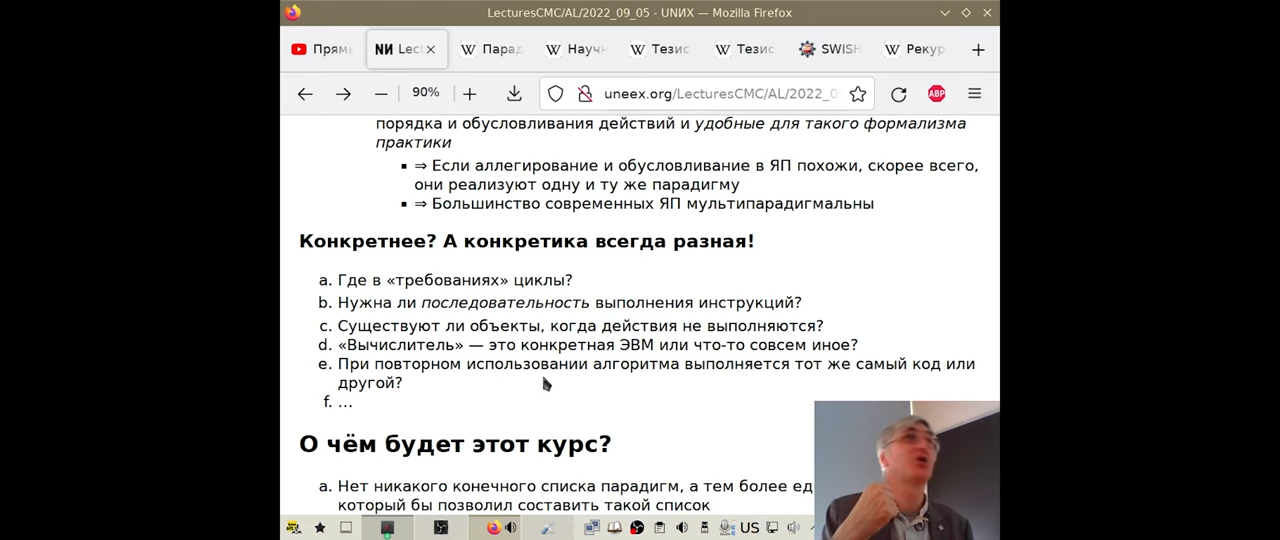 LecturesCMC/AL/2022_09_05 - UNИX — Mozilla Firefox
Прямы
ИИ Lec
Парад
Научн
Тезис
Тезис
SWISH
Рекур
90%
uneex.org/LecturesCMC/AL/2022_0
ABP
порядка и обусловливания действий и удобные для такого формализма
практики
⇒ Если аллегирование и обусловливание в ЯП похожи, скорее всего,
они реализуют одну и ту же парадигму
⇒ Большинство современных ЯП мультипарадигмальны
Конкретнее? А конкретика всегда разная!
a. Где в «требованиях» циклы?
b. Нужна ли последовательность выполнения инструкций?
c. Существуют ли объекты, когда действия не выполняются?
d. «Вычислитель» — это конкретная ЭВМ или что-то совсем иное?
e. При повторном использовании алгоритма выполняется тот же самый код или
другой?
f. ...
О чём будет этот курс?
a. Нет никакого конечного списка парадигм, а тем более ед
который бы позволил составить такой список
US